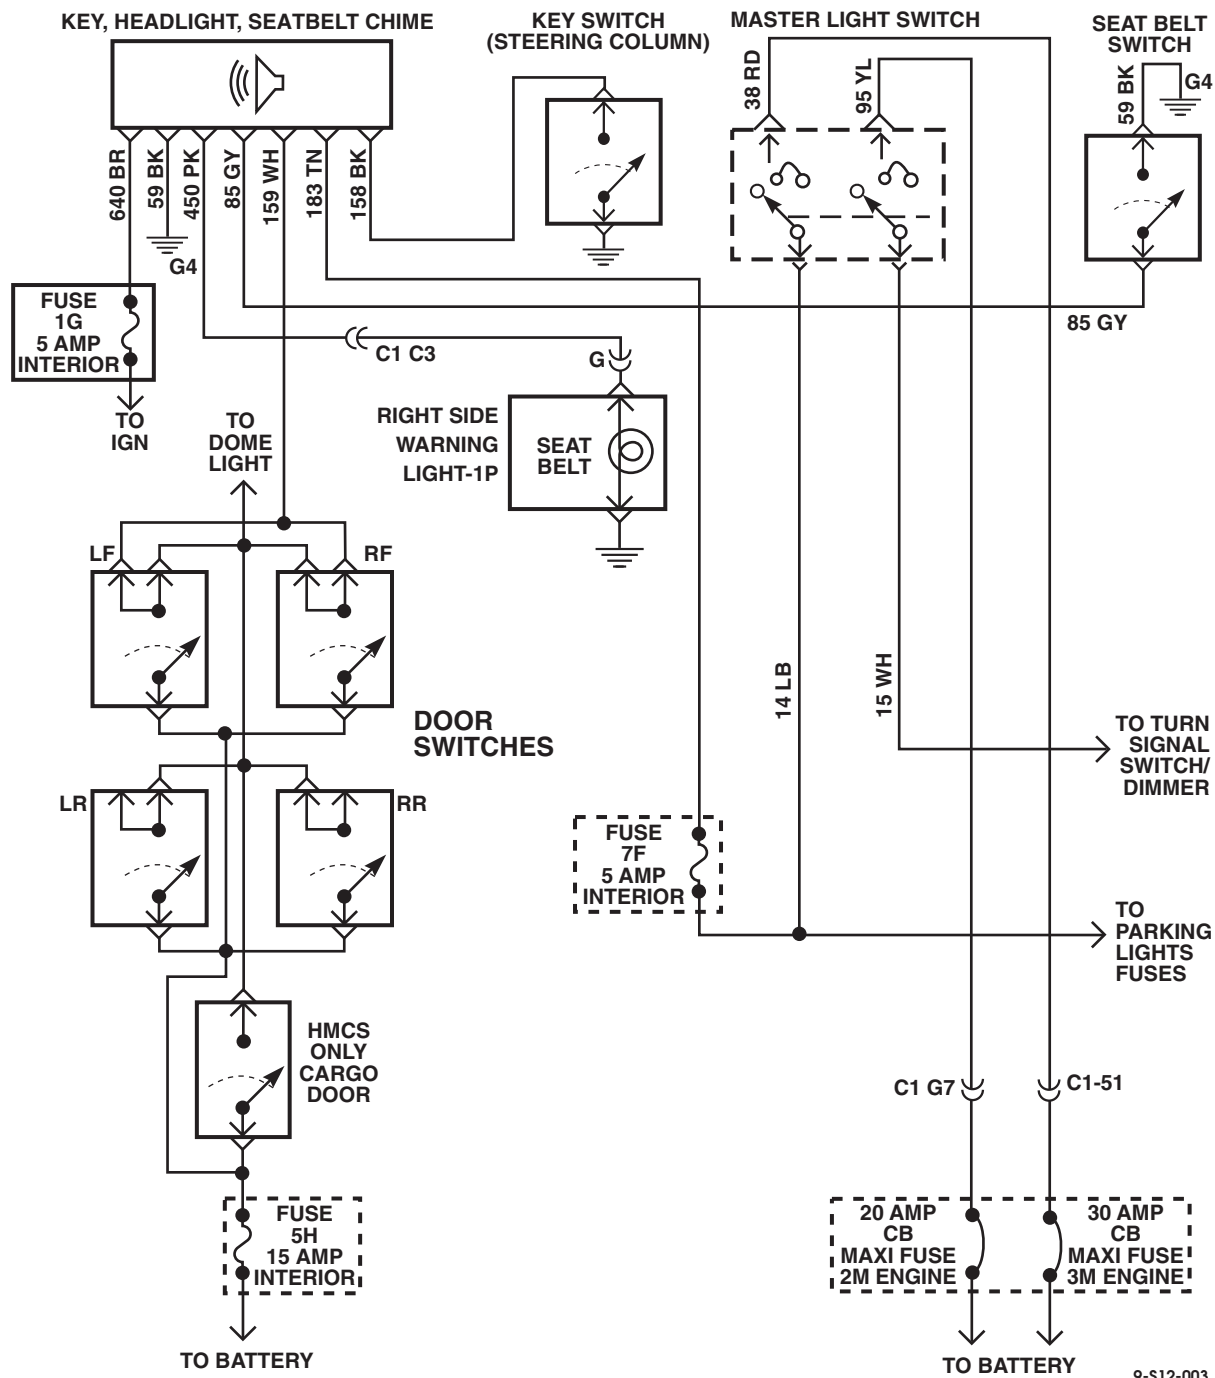 KEY, HEADLIGHT, SEATBELT CHIME
KEY SWITCH
(STEERING COLUMN)
MASTER LIGHT SWITCH
SEAT BELT
SWITCH
640 BR
59 BK
450 PK
85 GY
159 WH
183 TN
158 BK
38 RD
95 YL
59 BK
G4
G4
FUSE
1G
5 AMP
INTERIOR
TO
IGN
C1 C3
G
85 GY
TO
DOME
LIGHT
RIGHT SIDE
WARNING
LIGHT-1P
SEAT
BELT
LF
RF
DOOR
SWITCHES
14 LB
15 WH
TO TURN
SIGNAL
SWITCH/
DIMMER
LR
RR
FUSE
7F
5 AMP
INTERIOR
TO
PARKING
LIGHTS
FUSES
HMCS
ONLY
CARGO
DOOR
C1 G7
C1-51
FUSE
5H
15 AMP
INTERIOR
20 AMP
CB
MAXI FUSE
2M ENGINE
30 AMP
CB
MAXI FUSE
3M ENGINE
TO BATTERY
TO BATTERY
9-S12-003